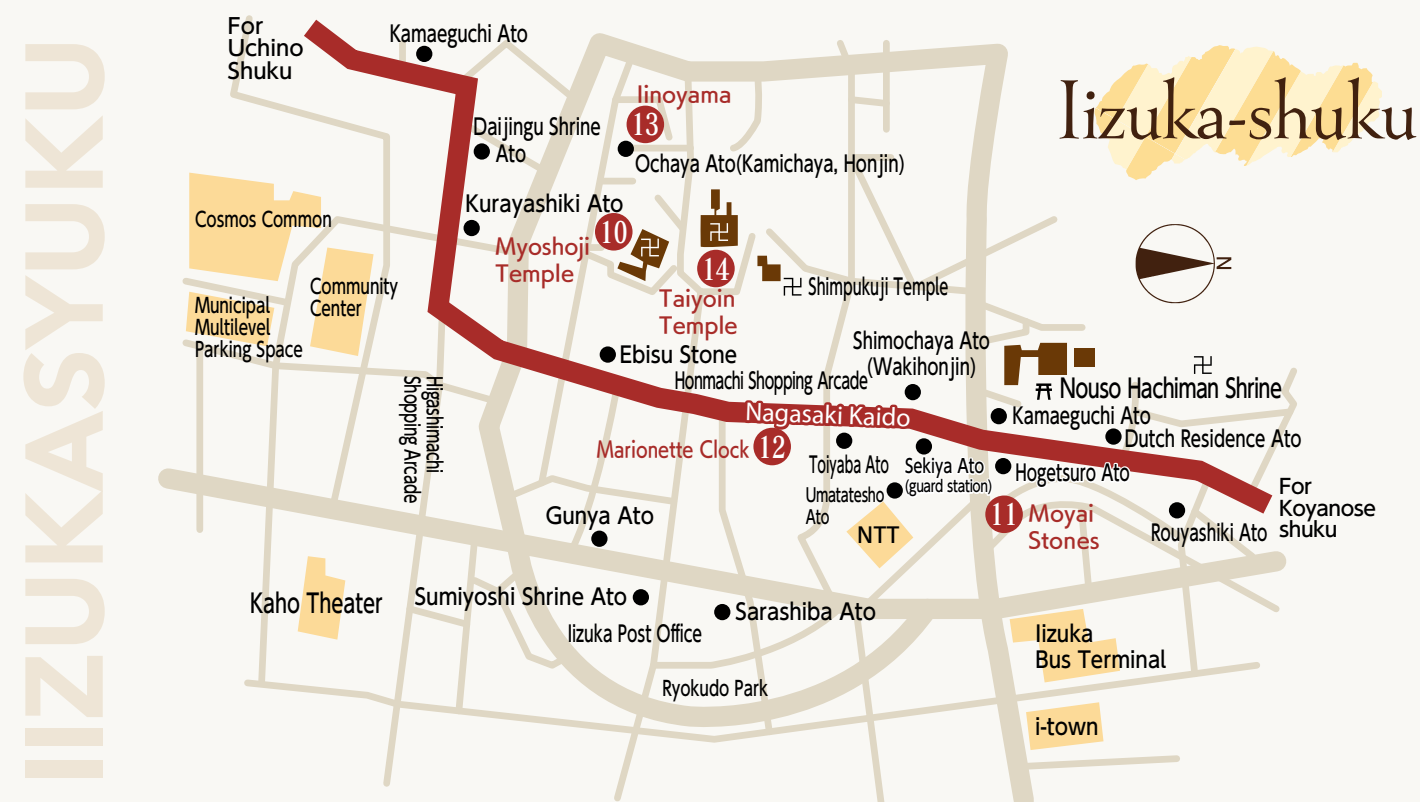 IIZUKASYUKU
Iizuka-shuku
For
Uchino
Shuku
Kamaeguchi Ato
Daijingu Shrine
Ato
Iinoyama
13
Ochaya Ato(Kamichaya, Honjin)
Kurayashiki Ato
10
Myoshoji
Temple
卍
卍
14
Taiyoin
Temple
卍 Shimpukuji Temple
N
Cosmos Common
Community
Center
Municipal
Multilevel
Parking Space
Ebisu Stone
Honmachi Shopping Arcade
Shimochaya Ato
(Wakihonjin)
卍
Nouso Hachiman Shrine
Kamaeguchi Ato
Dutch Residence Ato
Higashimachi
Shopping Arcade
Nagasaki Kaido
Marionette Clock 12
Toiyaba Ato
Sekiya Ato
(guard station)
Hogetsuro Ato
Umatatesho
Ato
11 Moyai
Stones
For
Koyanose
shuku
Rouyashiki Ato
Gunya Ato
NTT
Kaho Theater
Sumiyoshi Shrine Ato
Sarashiba Ato
Iizuka Post Office
Iizuka
Bus Terminal
Ryokudo Park
i-town